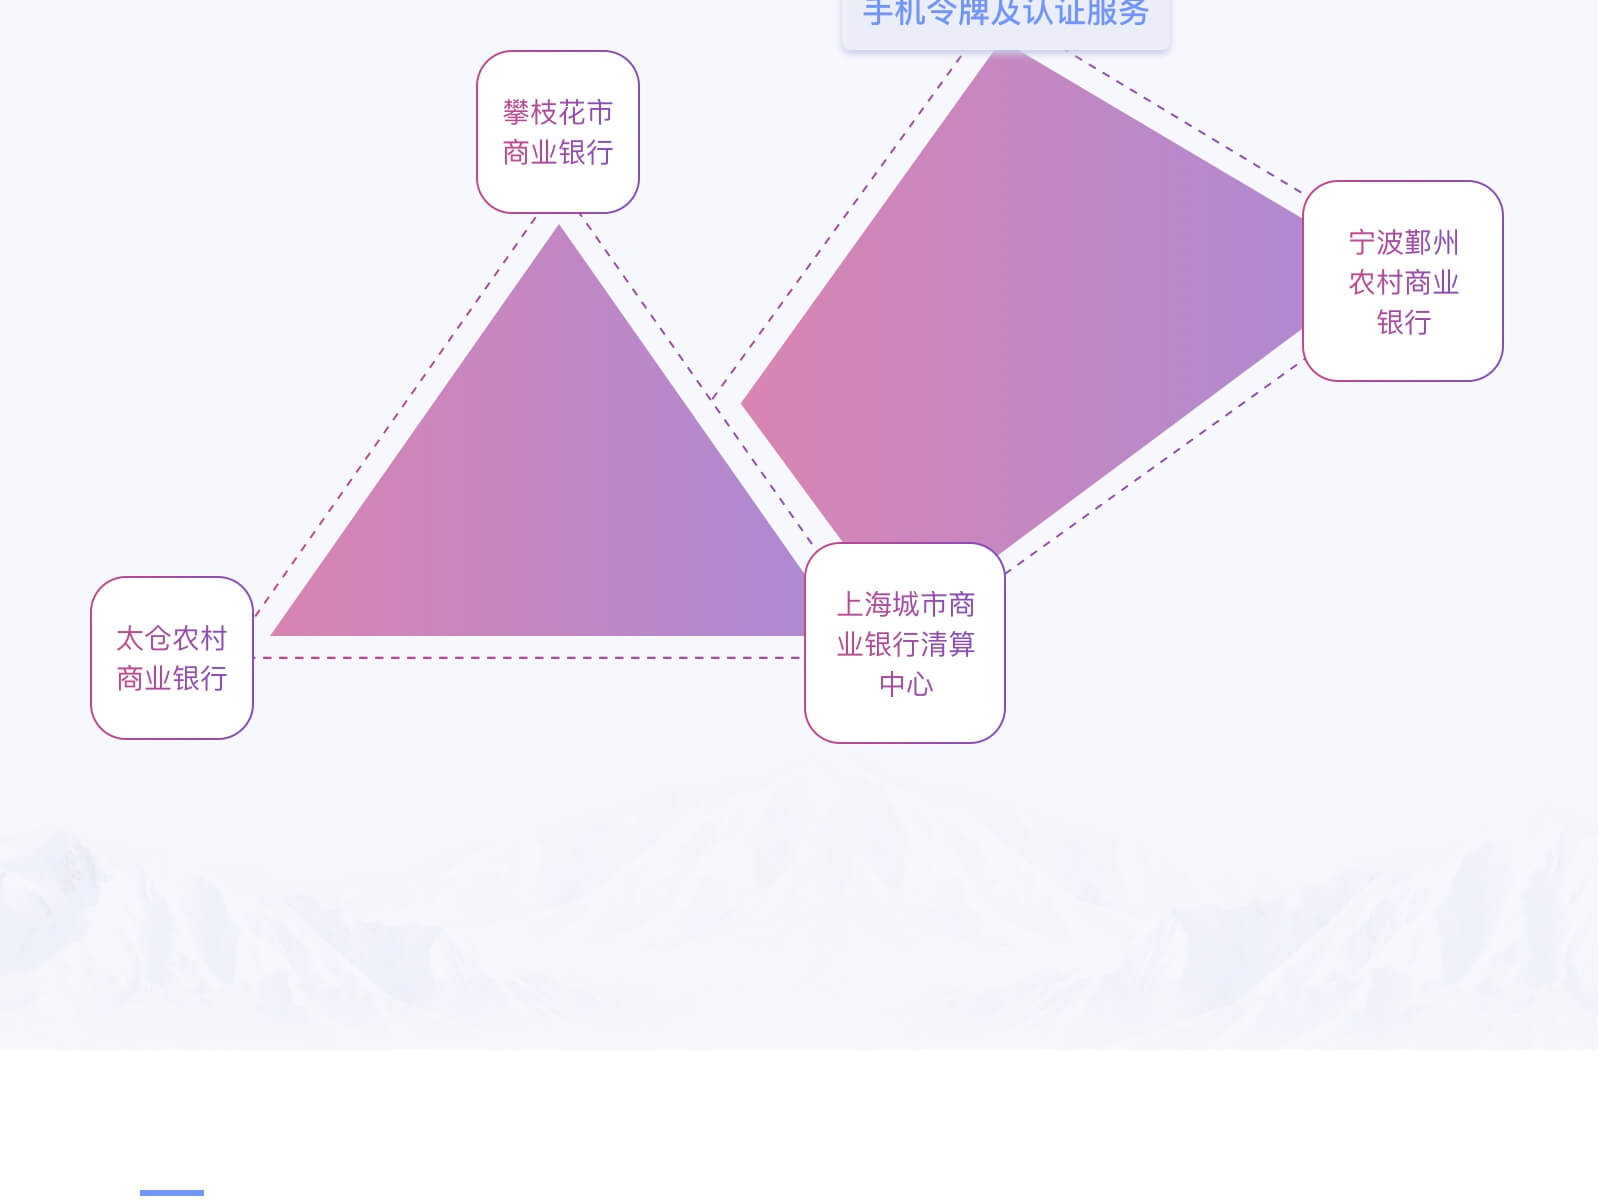 手机令牌及认证服务
攀枝花市
商业银行
宁波鄞州
农村商业
银行
太仓农村
商业银行
上海城市商
业银行清算
中心